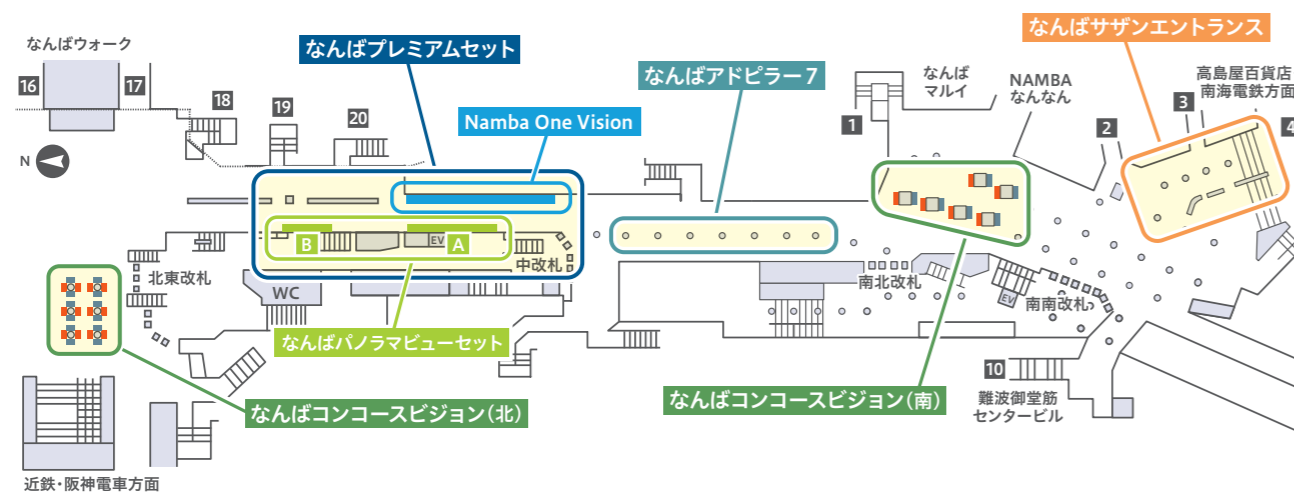 なんばウォーク
16
17
18
19
20
N
なんばプレミアムセット
Namba One Vision
なんばアドピラー7
なんばサザンエントランス
なんば
マルイ
NAMBA
なんなん
高島屋百貨店
南海電鉄方面
1
2
3
4
B
EV
A
中改札
北東改札
WC
なんばパノラマビューセット
南北改札
EV
南南改札
なんばコンコースビジョン(北)
なんばコンコースビジョン(南)
10
難波御堂筋
センタービル
近鉄・阪神電車方面